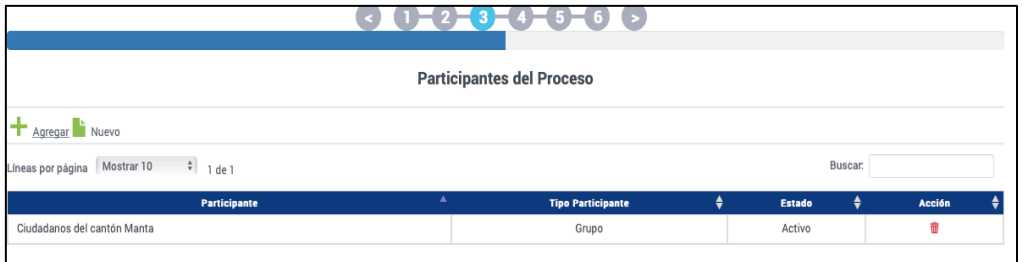 < 1 2 3 4 5 6 >
Participantes del Proceso
Agregar Nuevo
Líneas por página Mostrar 10 1 de 1 Buscar:
Participante Tipo Participante Estado Acción
Ciudadanos del cantón Manta Grupo Activo